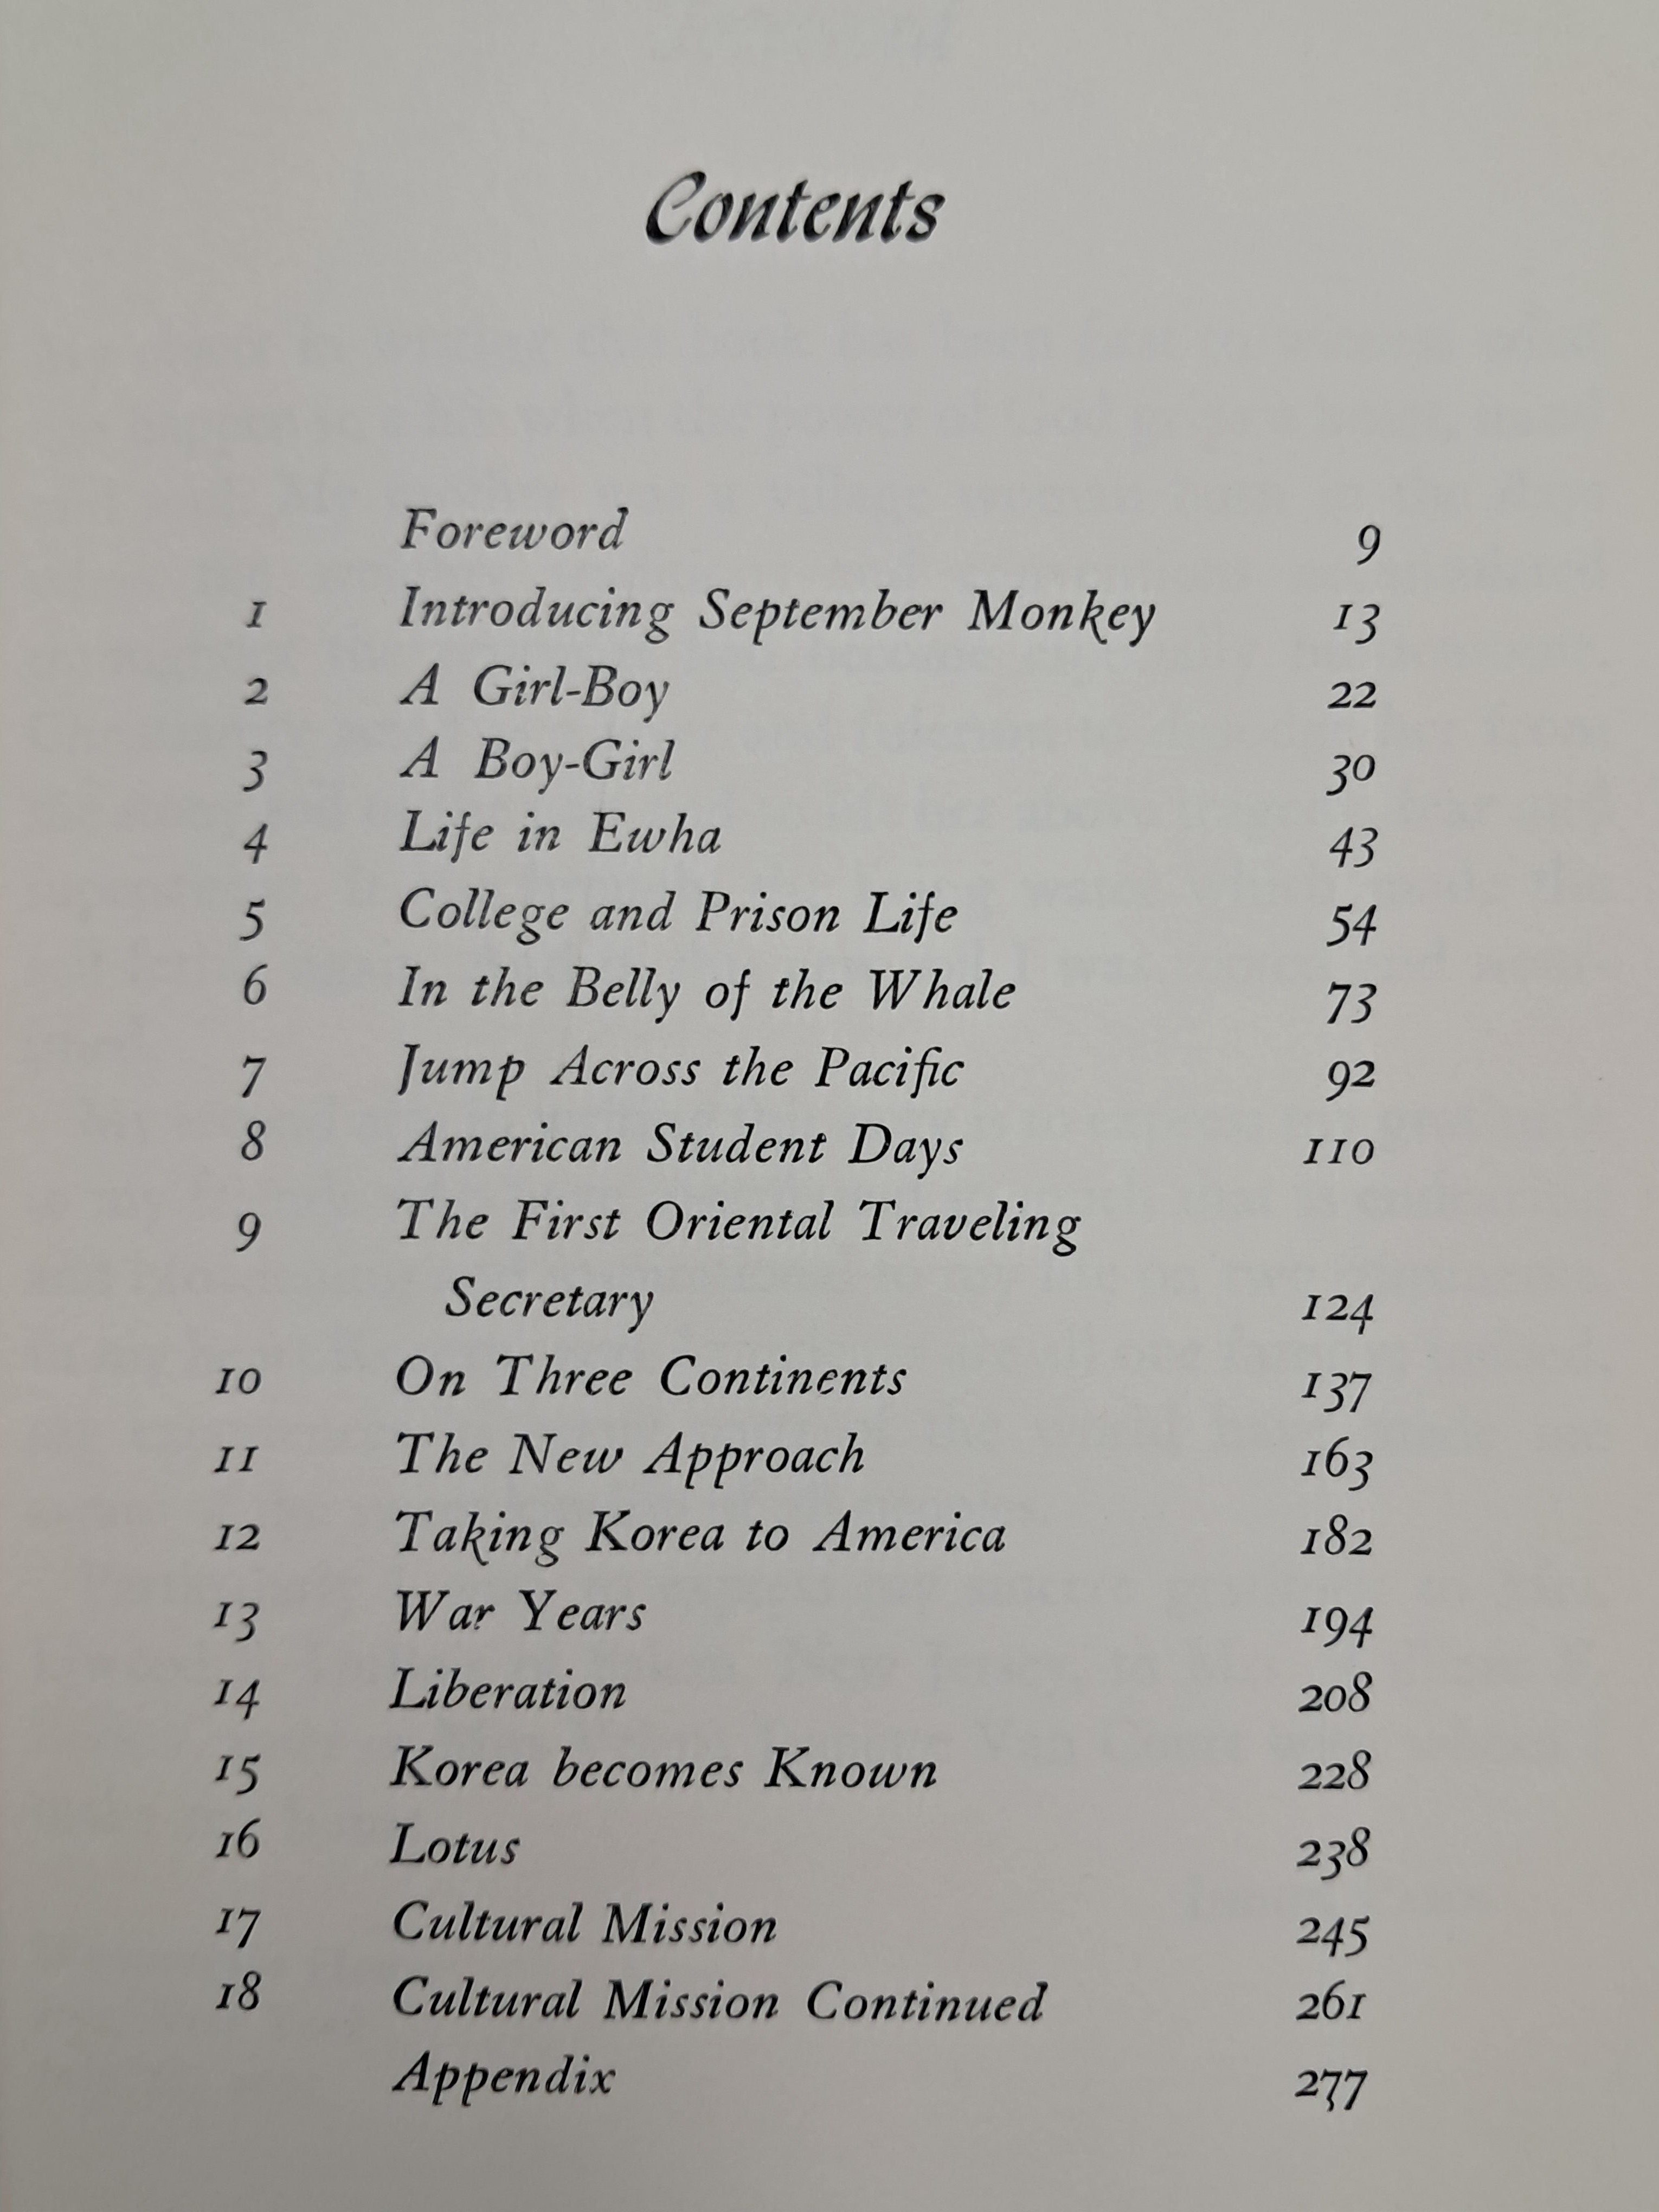 Contents
Foreword 9
1 Introducing September Monkey 13
2 A Girl-Boy 22
3 A Boy-Girl 30
4 Life in Ewha 43
5 College and Prison Life 54
6 In the Belly of the Whale 73
7 Jump Across the Pacific 92
8 American Student Days 110
9 The First Oriental Traveling
Secretary 124
10 On Three Continents 137
11 The New Approach 163
12 Taking Korea to America 182
13 War Years 194
14 Liberation 208
15 Korea becomes Known 228
16 Lotus 238
17 Cultural Mission 245
18 Cultural Mission Continued 261
Appendix 277